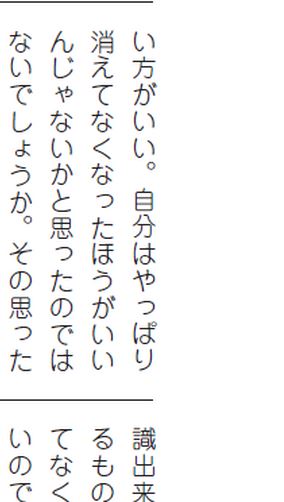 い方がいい。自分はやっぱり
消えてなくなったほうがいい
んじゃないかと思ったのでは
ないでしょうか。その思った
識出来
るもの
てなく
いので